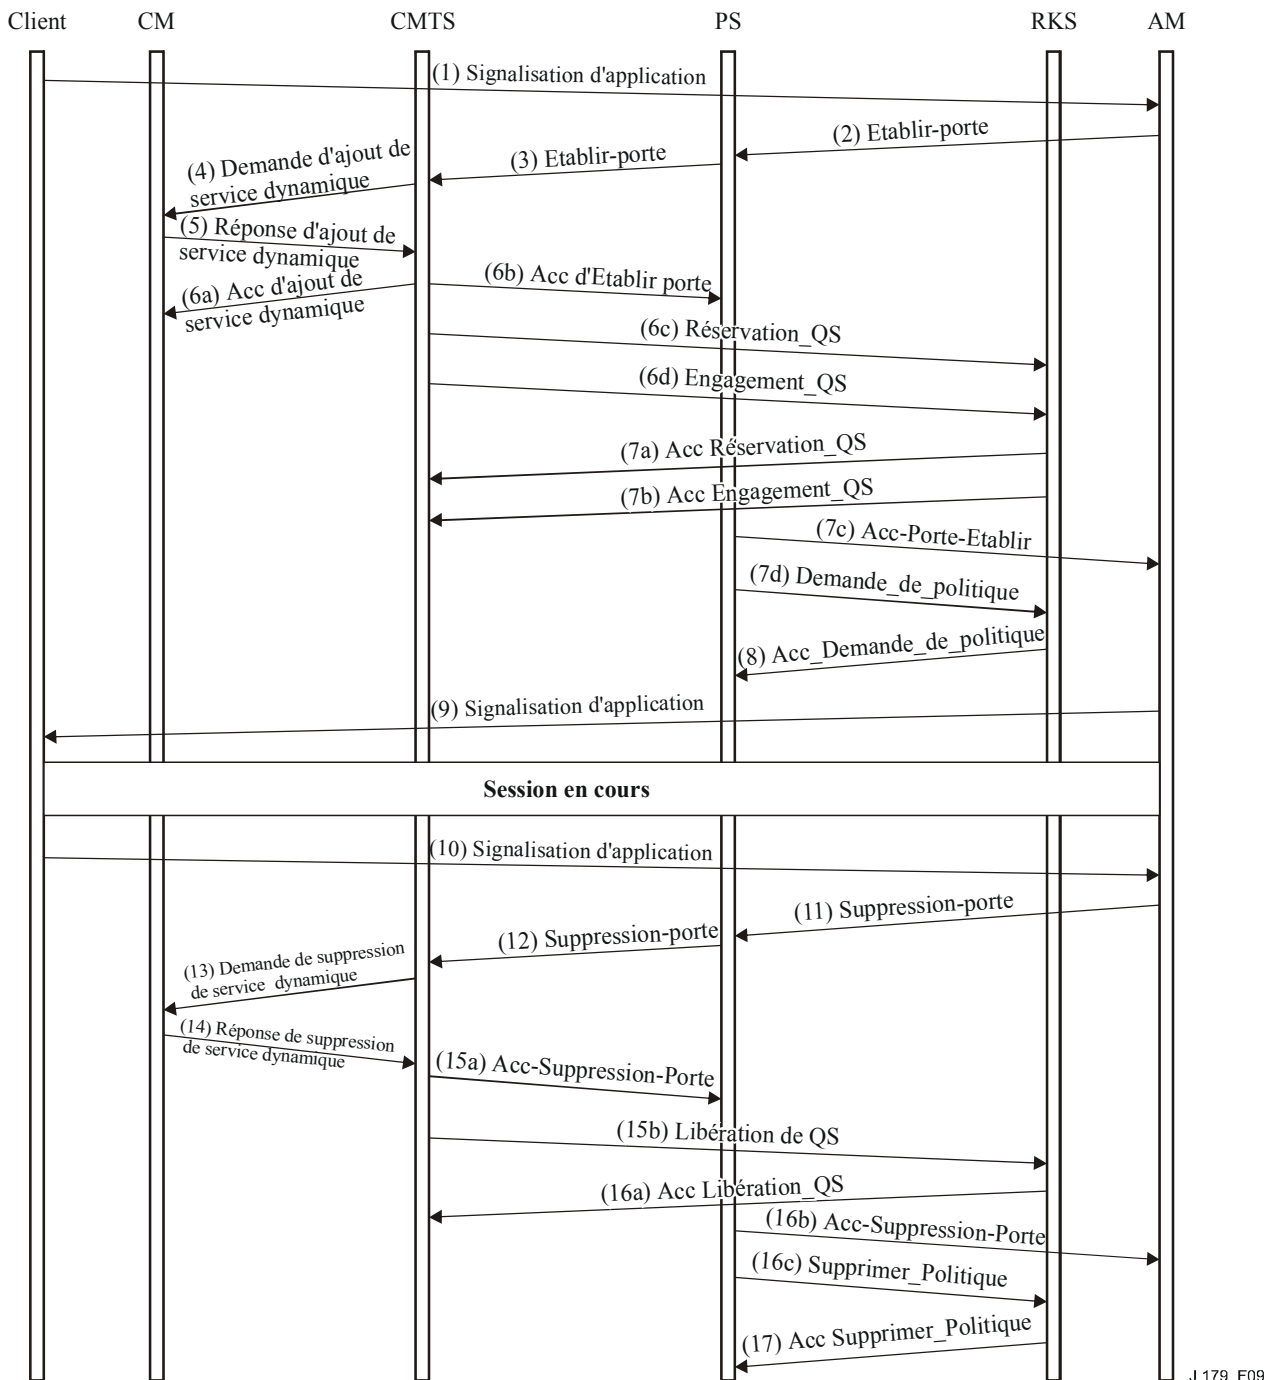 Client CM CMTS PS RKS AM
(1) Signalisation d'application
(2) Etablir-porte
(3) Etablir-porte
(4) Demande d'ajout de
service dynamique
(5) Réponse d'ajout de
service dynamique
(6a) Acc d'ajout de
service dynamique
(6b) Acc d'Etablir porte
(6c) Réservation_QS
(6d) Engagement_QS
(7a) Acc Réservation_QS
(7b) Acc Engagement_QS
(7c) Acc-Porte-Etablir
(7d) Demande_de_politique
(8) Acc_Demande_de_politique
(9) Signalisation d'application
Session en cours
(10) Signalisation d'application
(11) Suppression-porte
(12) Suppression-porte
(13) Demande de suppression
de service dynamique
(14) Réponse de suppression
de service dynamique
(15a) Acc-Suppression-Porte
(15b) Libération de QS
(16a) Acc Libération_QS
(16b) Acc-Suppression-Porte
(16c) Supprimer_Politique
(17) Acc Supprimer_Politique
J.179_F09